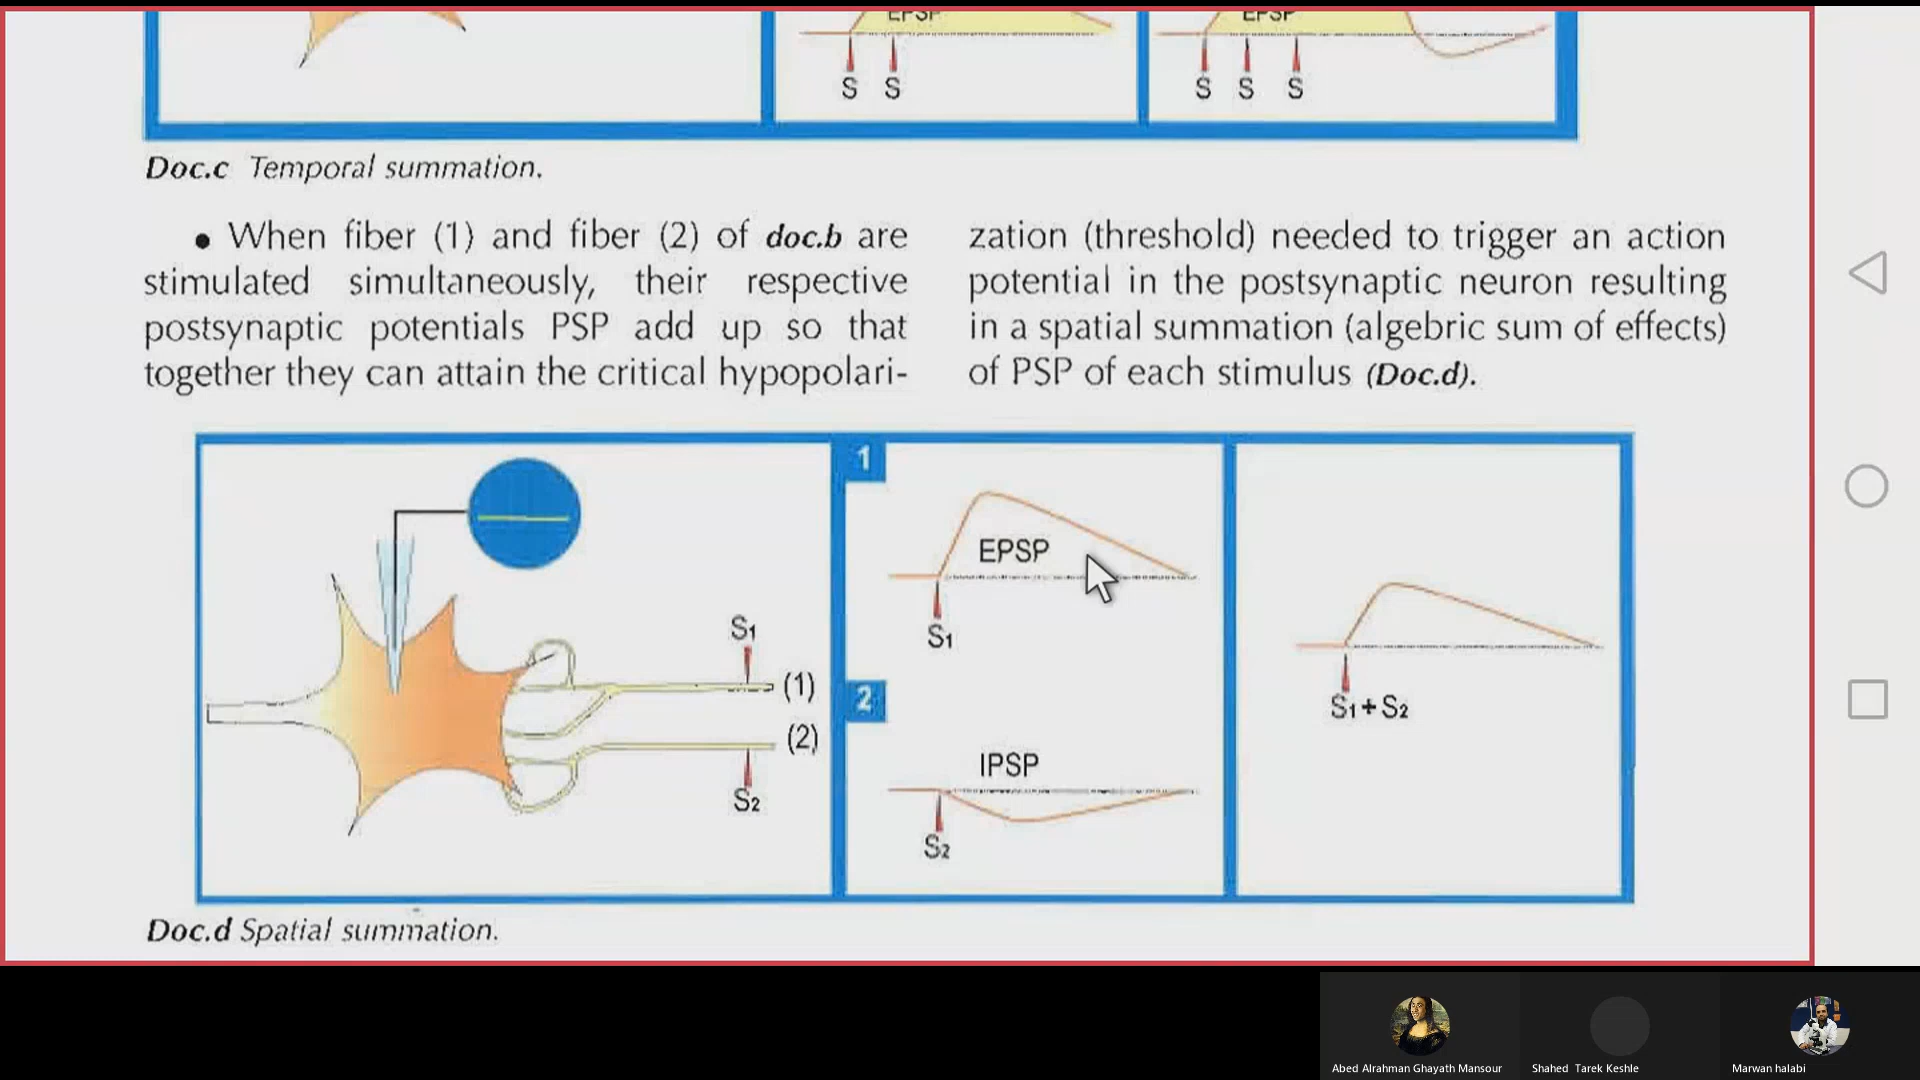 EPSP
EPSP
S S
S S S
Doc.c Temporal summation.
• When fiber (1) and fiber (2) of doc.b are
stimulated simultaneously, their respective
postsynaptic potentials PSP add up so that
together they can attain the critical hypopolari-
zation (threshold) needed to trigger an action
potential in the postsynaptic neuron resulting
in a spatial summation (algebric sum of effects)
of PSP of each stimulus (Doc.d).
S1
(1)
(2)
S2
1
EPSP
S1
2
IPSP
S2
S1+S2
Doc.d Spatial summation.
Abed Alrahman Ghayath Mansour
Shahed Tarek Keshle
Marwan halabi